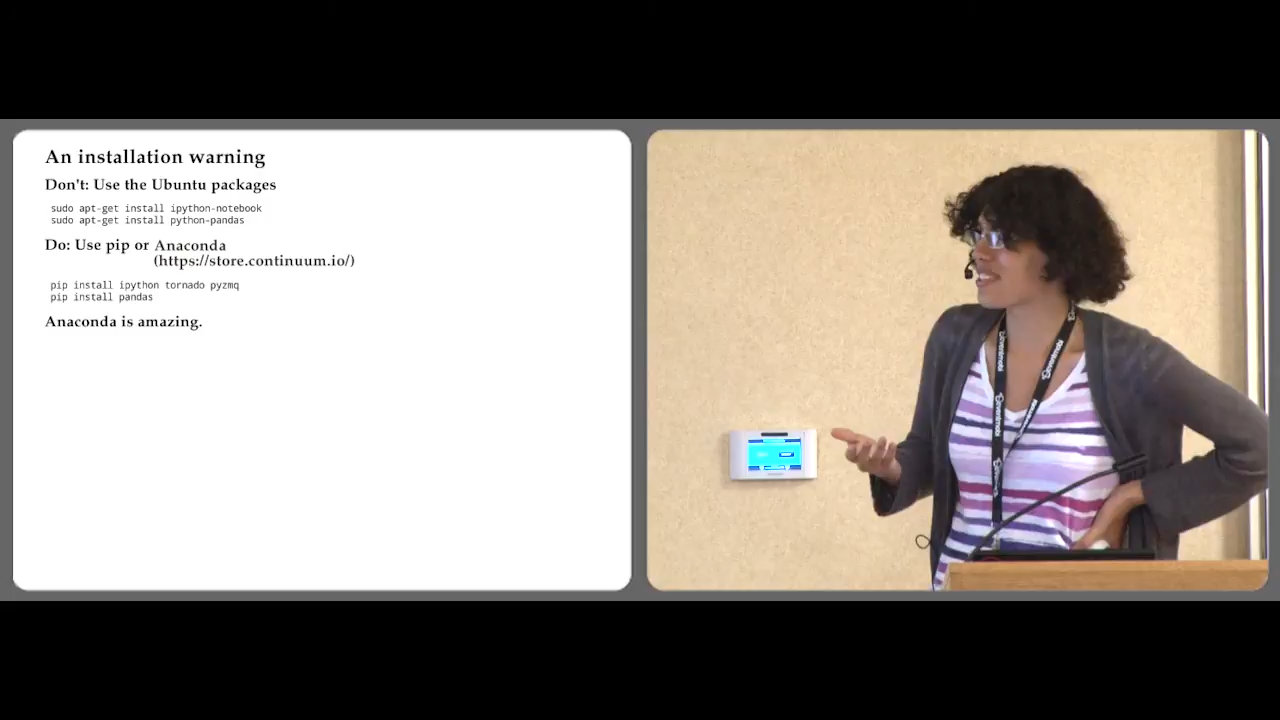 An installation warning
Don't: Use the Ubuntu packages
sudo apt-get install ipython-notebook
sudo apt-get install python-pandas
Do: Use pip or Anaconda
(https://store.continuum.io/)
pip install ipython tornado pyzmq
pip install pandas
Anaconda is amazing.